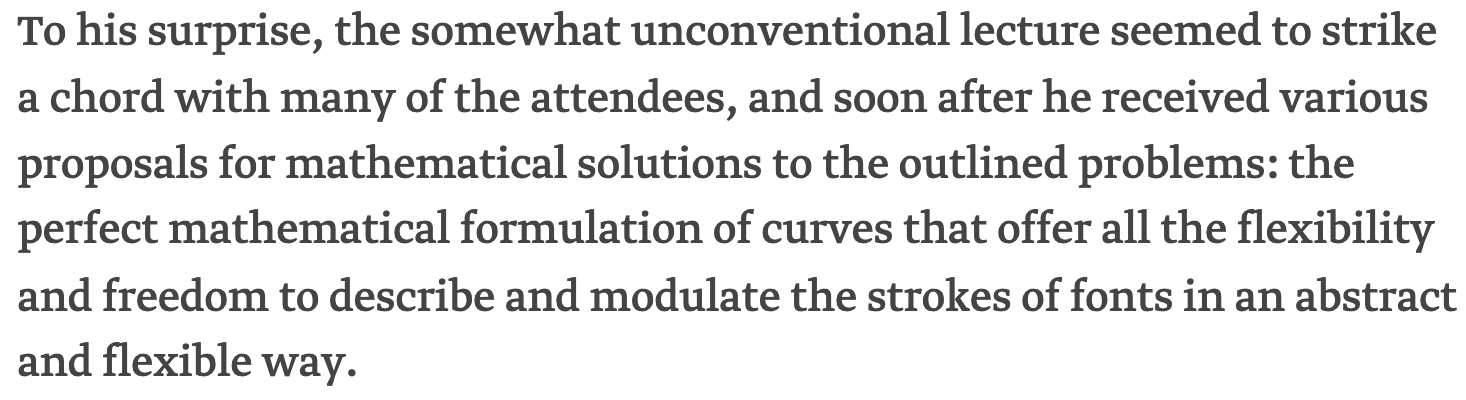 To his surprise, the somewhat unconventional lecture seemed to strike
a chord with many of the attendees, and soon after he received various
proposals for mathematical solutions to the outlined problems: the
perfect mathematical formulation of curves that offer all the flexibility
and freedom to describe and modulate the strokes of fonts in an abstract
and flexible way.